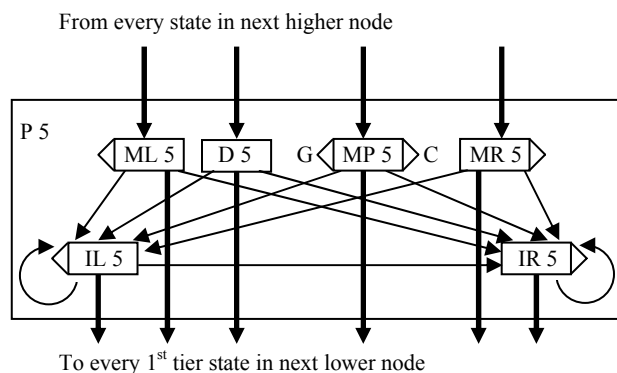 From every state in next higher node
P 5
ML 5 D 5 G MP 5 C MR 5
IL 5 IR 5
To every 1st tier state in next lower node